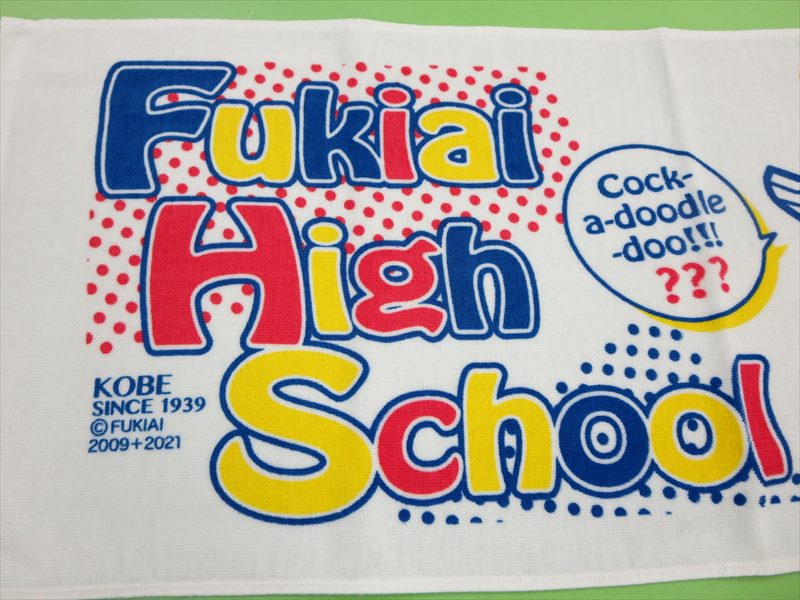 Fukiai
High
School
Cock-
a-doodle
-doo!!!
???
KOBE
SINCE 1939
©FUKIAI
2009+2021